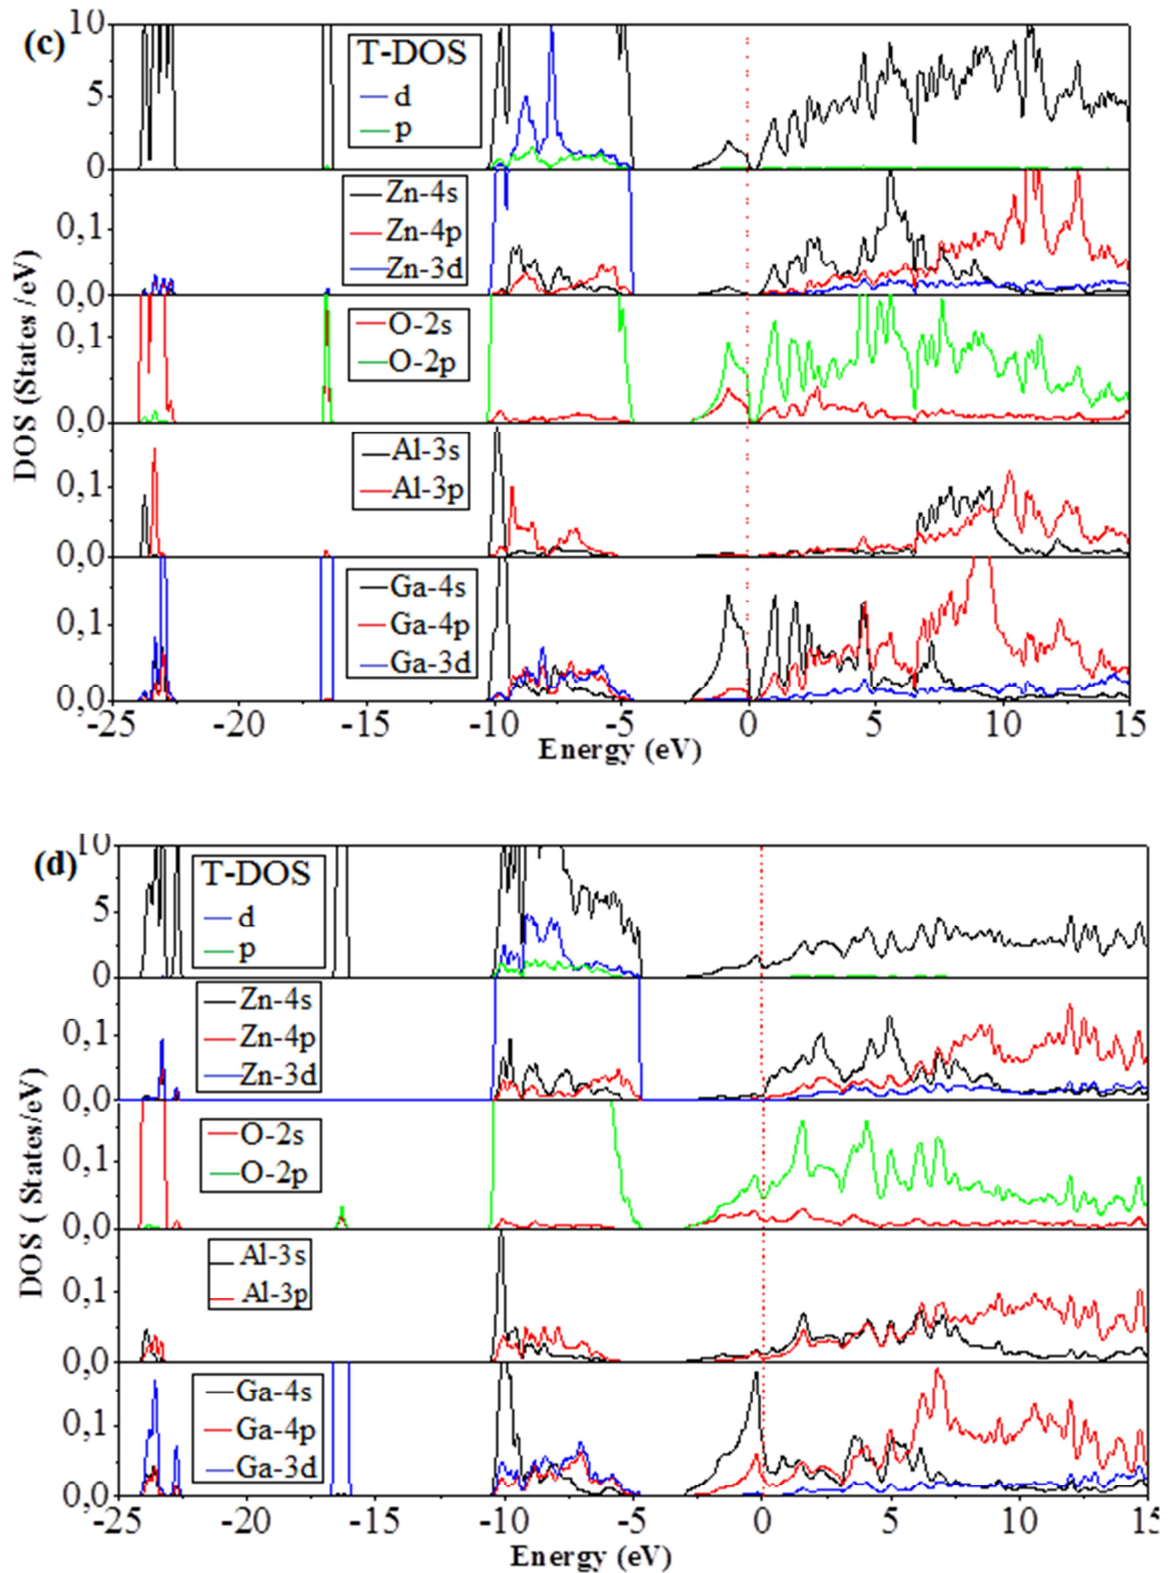 (c)
10
5
0
T-DOS
d
p
0,1
0,0
Zn-4s
Zn-4p
Zn-3d
0,1
0,0
O-2s
O-2p
0,1
0,0
Al-3s
Al-3p
0,1
0,0
Ga-4s
Ga-4p
Ga-3d
DOS (States /eV)
-25 -20 -15 -10 -5 0 5 10 15
Energy (eV)
(d)
10
5
0
T-DOS
d
p
0,1
0,0
Zn-4s
Zn-4p
Zn-3d
0,1
0,0
O-2s
O-2p
0,1
0,0
Al-3s
Al-3p
0,1
0,0
Ga-4s
Ga-4p
Ga-3d
DOS ( States/eV)
-25 -20 -15 -10 -5 0 5 10 15
Energy (eV)